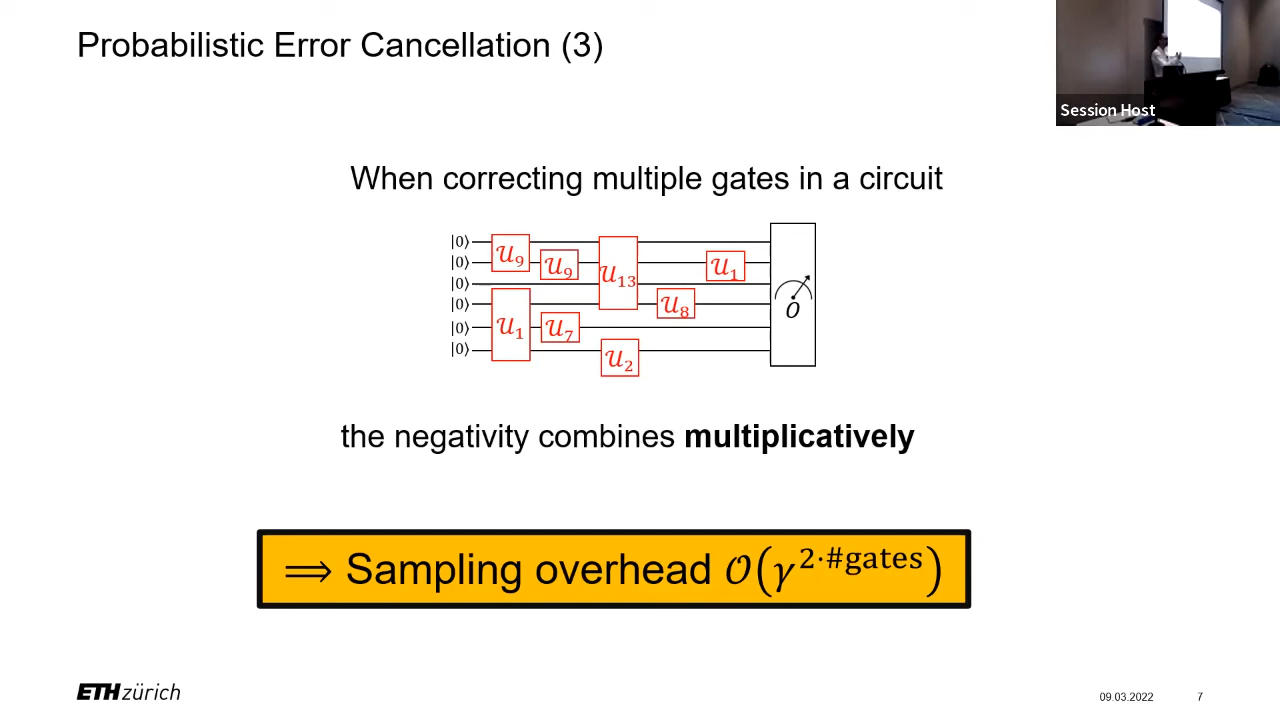 Probabilistic Error Cancellation (3)
Session Host
When correcting multiple gates in a circuit
|0⟩ 𝒰₉
|0⟩ 𝒰₉ 𝒰₁₃ 𝒰₁
|0⟩
|0⟩ 𝒰₁ 𝒰₈ O
|0⟩ 𝒰₇
|0⟩ 𝒰₂
the negativity combines multiplicatively
⟹ Sampling overhead 𝒪(γ^{2·#gates})
ETH zürich
09.03.2022
7